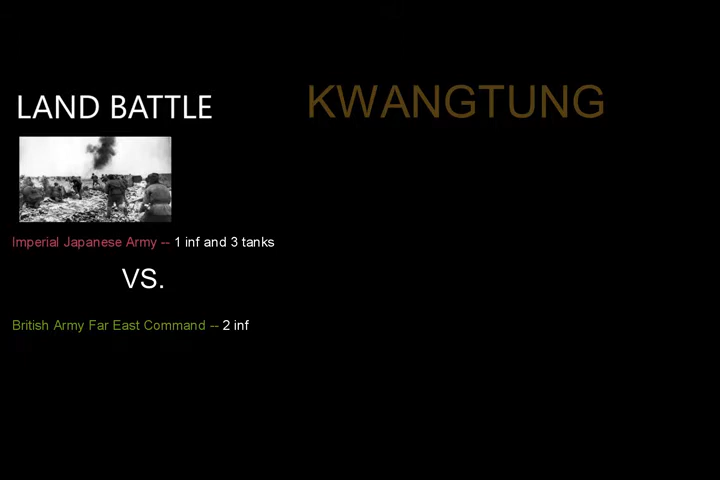 KWANGTUNG
LAND BATTLE
Imperial Japanese Army -- 1 inf and 3 tanks
VS.
British Army Far East Command -- 2 inf